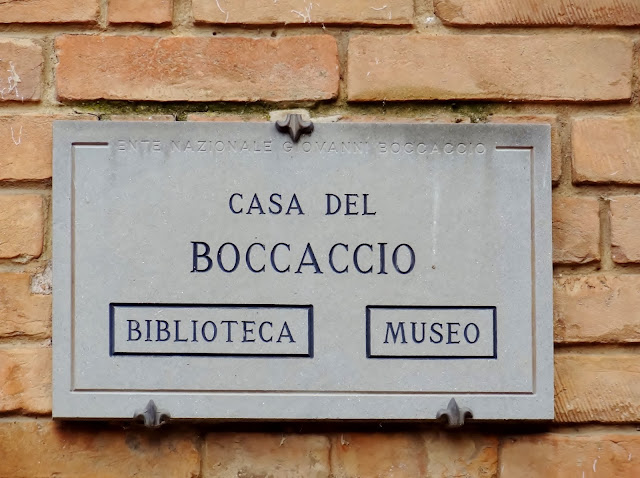 ENTE NAZIONALE GIOVANNI BOCCACCIO
CASA DEL
BOCCACCIO
BIBLIOTECA MUSEO